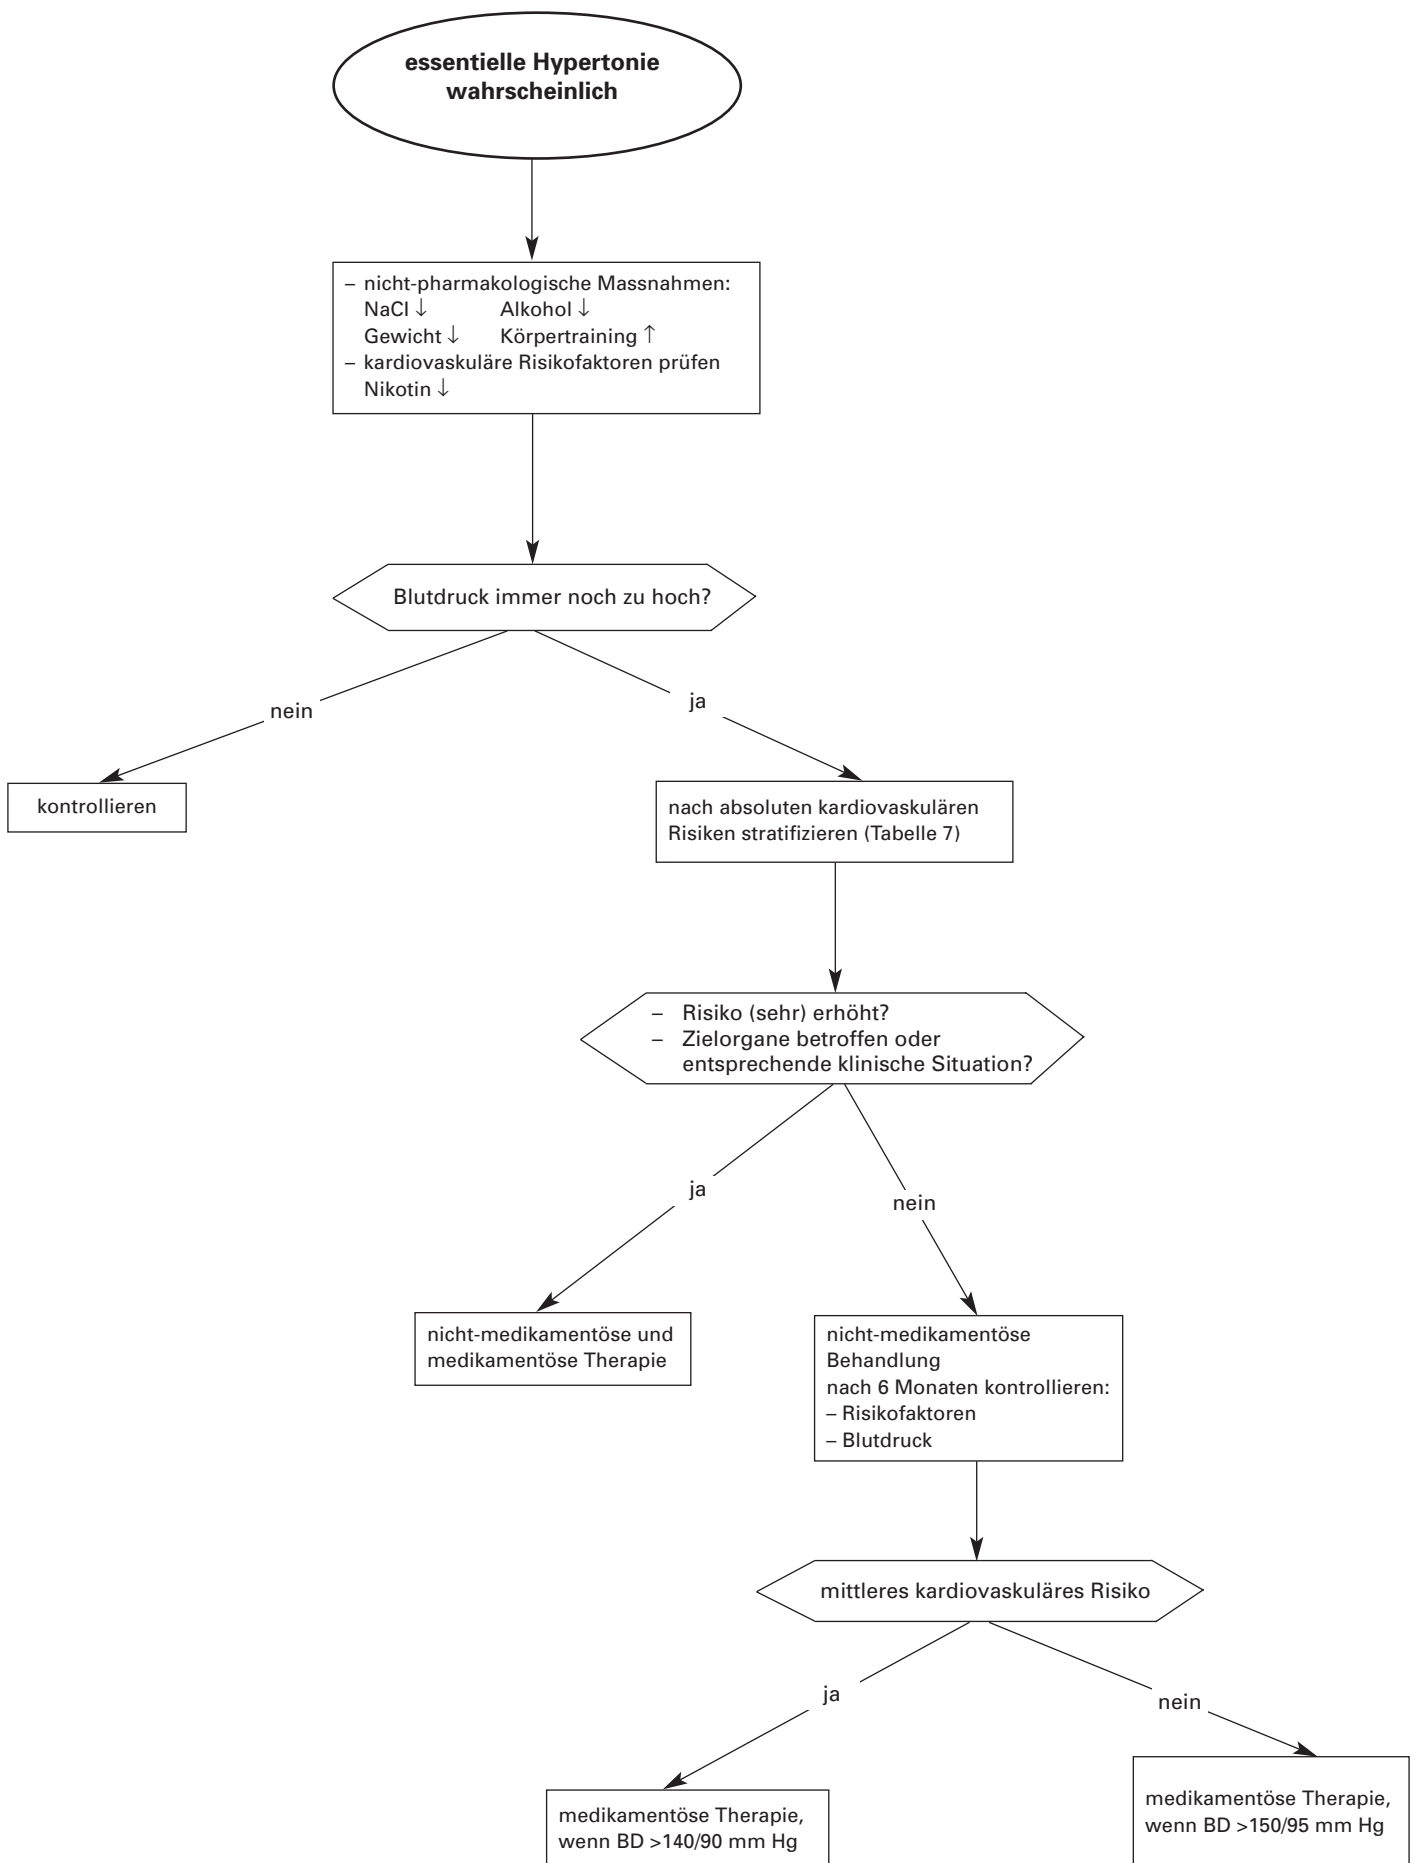 essentielle Hypertonie
wahrscheinlich
– nicht-pharmakologische Massnahmen:
NaCl ↓ Alkohol ↓
Gewicht ↓ Körpertraining ↑
– kardiovaskuläre Risikofaktoren prüfen
Nikotin ↓
Blutdruck immer noch zu hoch?
nein
ja
kontrollieren
nach absoluten kardiovaskulären
Risiken stratifizieren (Tabelle 7)
– Risiko (sehr) erhöht?
– Zielorgane betroffen oder
entsprechende klinische Situation?
ja
nein
nicht-medikamentöse und
medikamentöse Therapie
nicht-medikamentöse
Behandlung
nach 6 Monaten kontrollieren:
– Risikofaktoren
– Blutdruck
mittleres kardiovaskuläres Risiko
ja
nein
medikamentöse Therapie,
wenn BD >140/90 mm Hg
medikamentöse Therapie,
wenn BD >150/95 mm Hg